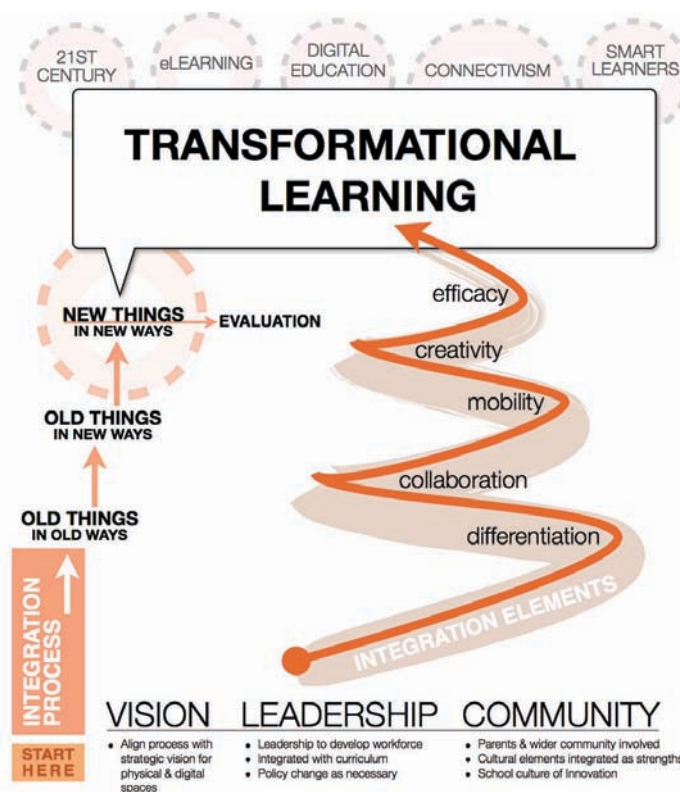 21ST
CENTURY
eLEARNING
DIGITAL
EDUCATION
CONNECTIVISM
SMART
LEARNERS
TRANSFORMATIONAL
LEARNING
NEW THINGS
IN NEW WAYS
EVALUATION
OLD THINGS
IN NEW WAYS
OLD THINGS
IN OLD WAYS
INTEGRATION
PROCESS
START
HERE
efficacy
creativity
mobility
collaboration
differentiation
INTEGRATION ELEMENTS
VISION
• Align process with
strategic vision for
physical & digital
spaces
LEADERSHIP
• Leadership to develop workforce
• Integrated with curriculum
• Policy change as necessary
COMMUNITY
• Parents & wider community involved
• Cultural elements integrated as strengths
• School culture of Innovation